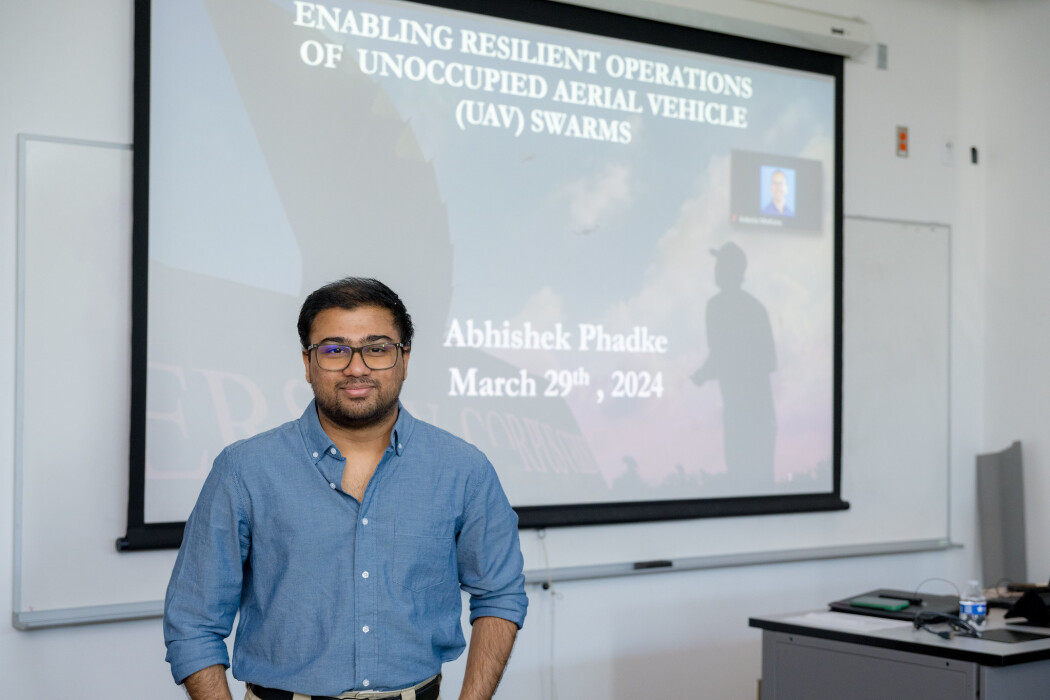 ENABLING RESILIENT OPERATIONS
OF UNOCCUPIED AERIAL VEHICLE
(UAV) SWARMS
Abhishek Phadke
March 29th , 2024